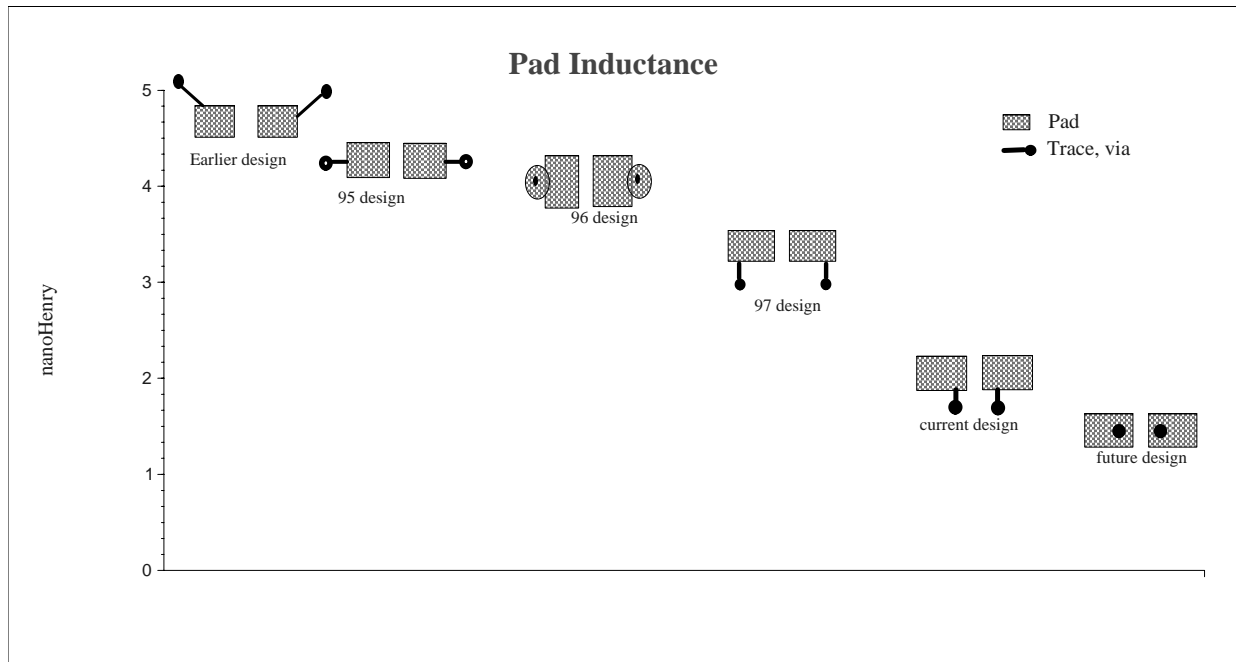 Pad Inductance
nanoHenry
5
4
3
2
1
0
Pad
Trace, via
Earlier design
95 design
96 design
97 design
current design
future design